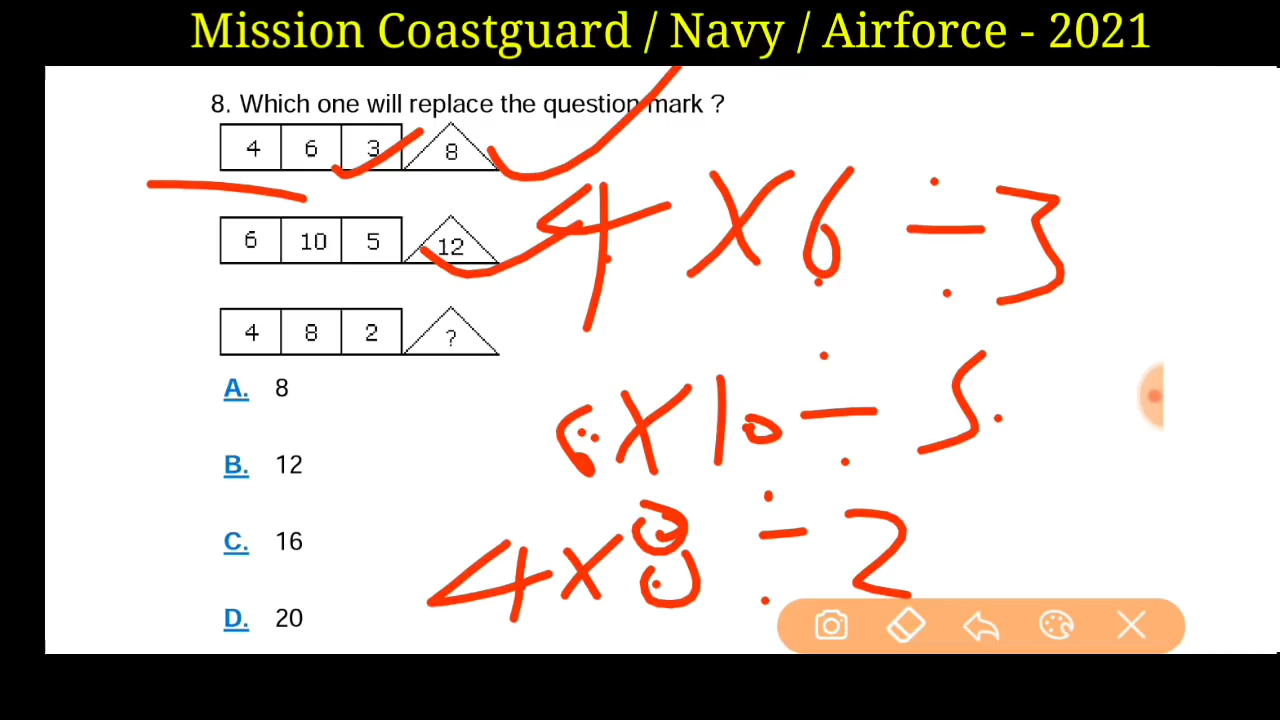 Mission Coastguard / Navy / Airforce - 2021
8. Which one will replace the question mark ?
4 6 3 8
6 10 5 12
4 8 2 ?
A. 8
B. 12
C. 16
D. 20
4 x 6 ÷ 3
6 x 10 ÷ 5
4 x 8 ÷ 2